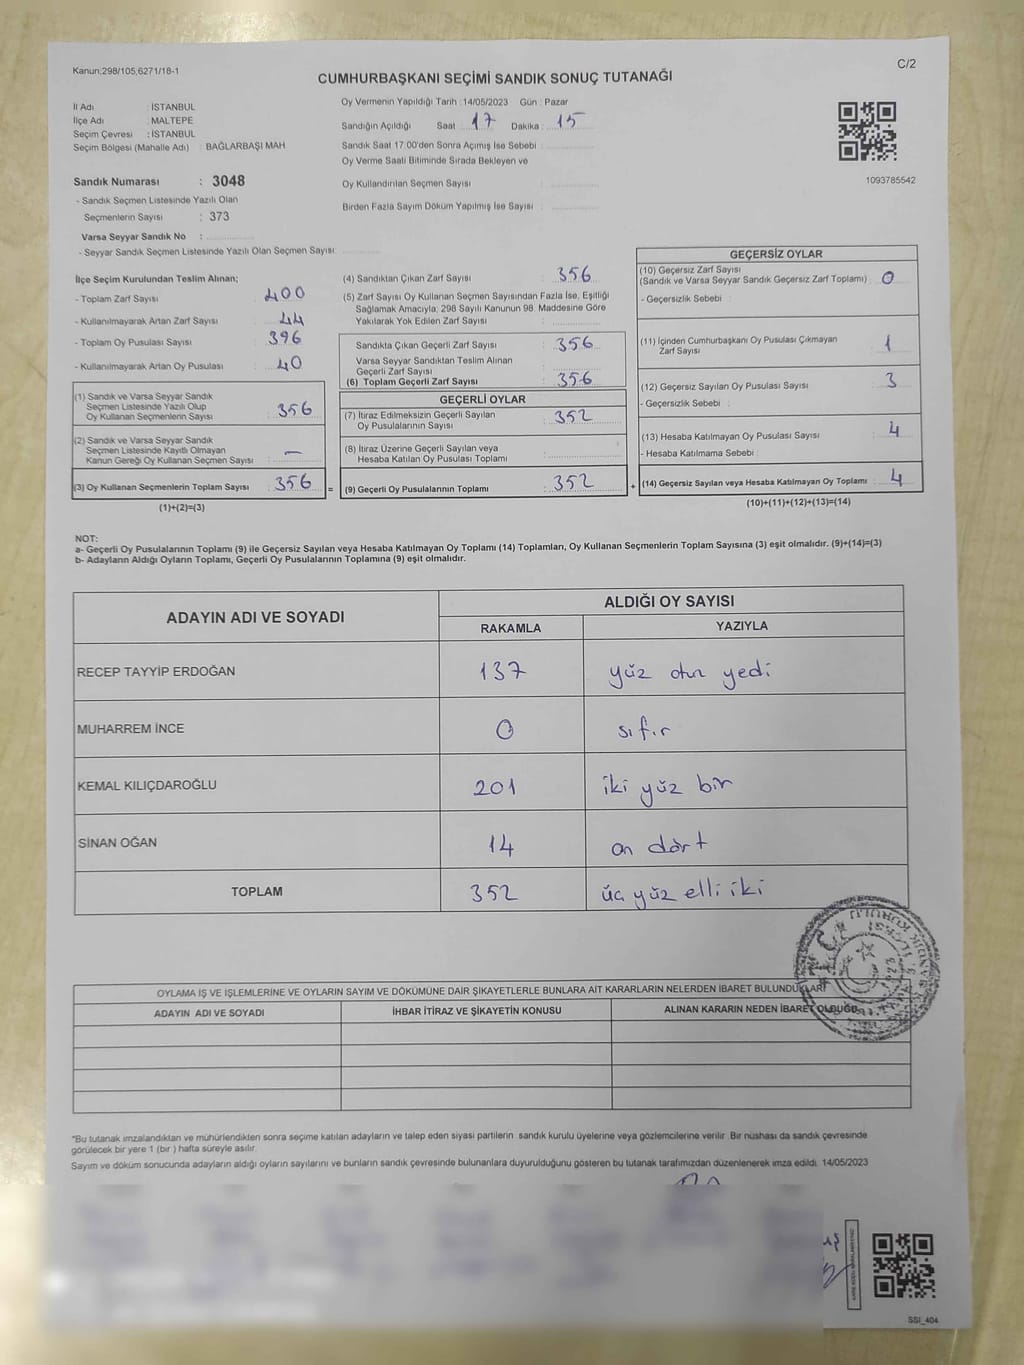 Kanun;298/105,6271/18-1
C/2
CUMHURBAŞKANI SEÇİMİ SANDIK SONUÇ TUTANAĞI
İl Adı : İSTANBUL
İlçe Adı : MALTEPE
Seçim Çevresi : İSTANBUL
Seçim Bölgesi (Mahalle Adı) : BAĞLARBAŞI MAH
Sandık Numarası : 3048
- Sandık Seçmen Listesinde Yazılı Olan
Seçmenlerin Sayısı : 373
Varsa Seyyar Sandık No :
- Seyyar Sandık Seçmen Listesinde Yazılı Olan Seçmen Sayısı:
Oy Vermenin Yapıldığı Tarih : 14/05/2023 Gün : Pazar
Sandığın Açıldığı Saat : 17 Dakika : 15
Sandık Saat 17:00'den Sonra Açımış İse Sebebi :
Oy Verme Saati Bitiminde Sırada Bekleyen ve
Oy Kullandırılan Seçmen Sayısı :
Birden Fazla Sayım Döküm Yapılmış İse Sayısı :
1093785542
İlçe Seçim Kurulundan Teslim Alınan;
- Toplam Zarf Sayısı : 400
- Kullanılmayarak Artan Zarf Sayısı : 44
- Toplam Oy Pusulası Sayısı : 396
- Kullanılmayarak Artan Oy Pusulası : 40
(1) Sandık ve Varsa Seyyar Sandık
Seçmen Listesinde Yazılı Olup
Oy Kullanan Seçmenlerin Sayısı : 356
(2) Sandık ve Varsa Seyyar Sandık
Seçmen Listesinde Kayıtlı Olmayan
Kanun Gereği Oy Kullanan Seçmen Sayısı : —
(3) Oy Kullanan Seçmenlerin Toplam Sayısı : 356
(1)+(2)=(3)
(4) Sandıktan Çıkan Zarf Sayısı : 356
(5) Zarf Sayısı Oy Kullanan Seçmen Sayısından Fazla İse, Eşitliği
Sağlamak Amacıyla; 298 Sayılı Kanunun 98. Maddesine Göre
Yakılarak Yok Edilen Zarf Sayısı :
Sandıkta Çıkan Geçerli Zarf Sayısı : 356
Varsa Seyyar Sandıktan Teslim Alınan
Geçerli Zarf Sayısı :
(6) Toplam Geçerli Zarf Sayısı : 356
GEÇERLİ OYLAR
(7) İtiraz Edilmeksizin Geçerli Sayılan
Oy Pusulalarının Sayısı : 352
(8) İtiraz Üzerine Geçerli Sayılan veya
Hesaba Katılan Oy Pusulası Toplamı :
= (9) Geçerli Oy Pusulalarının Toplamı : 352
GEÇERSİZ OYLAR
(10) Geçersiz Zarf Sayısı
(Sandık ve Varsa Seyyar Sandık Geçersiz Zarf Toplamı) : 0
- Geçersizlik Sebebi :
(11) İçinden Cumhurbaşkanı Oy Pusulası Çıkmayan
Zarf Sayısı : 1
(12) Geçersiz Sayılan Oy Pusulası Sayısı : 3
- Geçersizlik Sebebi :
(13) Hesaba Katılmayan Oy Pusulası Sayısı : 4
- Hesaba Katılmama Sebebi :
+ (14) Geçersiz Sayılan veya Hesaba Katılmayan Oy Toplamı : 4
(10)+(11)+(12)+(13)=(14)
NOT:
a- Geçerli Oy Pusulalarının Toplamı (9) ile Geçersiz Sayılan veya Hesaba Katılmayan Oy Toplamı (14) Toplamları, Oy Kullanan Seçmenlerin Toplam Sayısına (3) eşit olmalıdır. (9)+(14)=(3)
b- Adayların Aldığı Oyların Toplamı, Geçerli Oy Pusulalarının Toplamına (9) eşit olmalıdır.
ADAYIN ADI VE SOYADI
ALDIĞI OY SAYISI
RAKAMLA YAZIYLA
RECEP TAYYİP ERDOĞAN 137 yüz otuz yedi
MUHARREM İNCE 0 sıfır
KEMAL KILIÇDAROĞLU 201 iki yüz bir
SİNAN OĞAN 14 on dört
TOPLAM 352 üç yüz elli iki
OYLAMA İŞ VE İŞLEMLERİNE VE OYLARIN SAYIM VE DÖKÜMÜNE DAİR ŞİKAYETLERLE BUNLARA AİT KARARLARIN NELERDEN İBARET BULUNDUKLARI
ADAYIN ADI VE SOYADI İHBAR İTİRAZ VE ŞİKAYETİN KONUSU ALINAN KARARIN NEDEN İBARET OLDUĞU
*Bu tutanak imzalandıktan ve mühürlendikten sonra seçime katılan adayların ve talep eden siyasi partilerin sandık kurulu üyelerine veya gözlemcilerine verilir. Bir nüshası da sandık çevresinde
görülecek bir yere 1 (bir) hafta süreyle asılır.
Sayım ve döküm sonucunda adayların aldığı oyların sayılarını ve bunların sandık çevresinde bulunanlara duyurulduğunu gösteren bu tutanak tarafımızdan düzenlenerek imza edildi. 14/05/2023
SSI_404